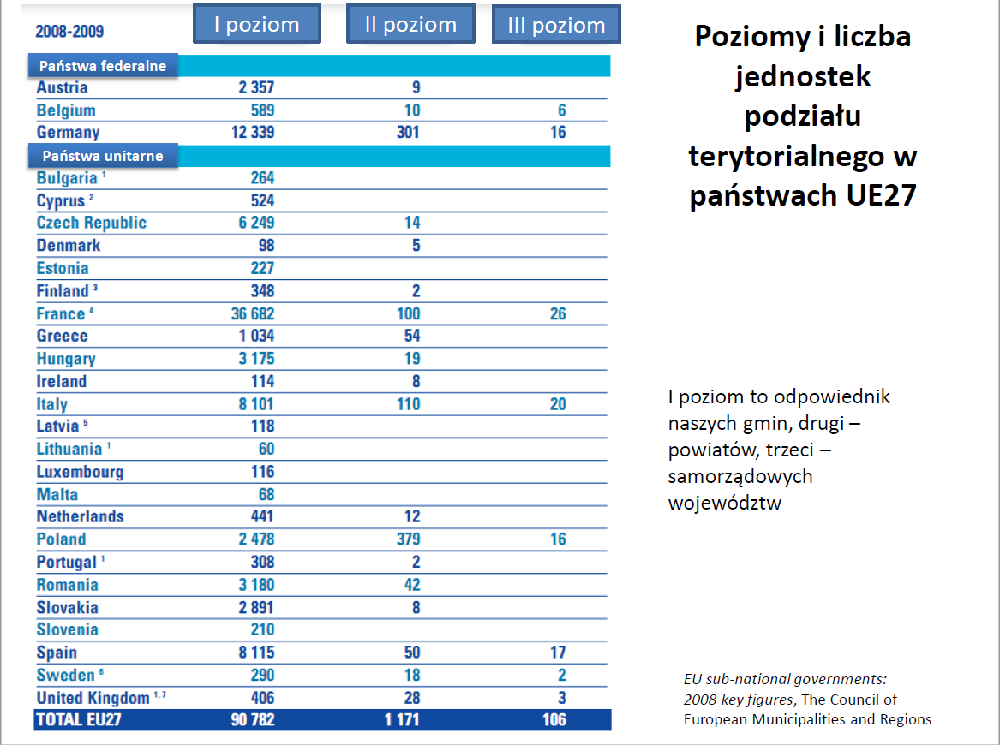 2008-2009 I poziom II poziom III poziom
Państwa federalne
Austria 2 357 9
Belgium 589 10 6
Germany 12 339 301 16
Państwa unitarne
Bulgaria ¹ 264
Cyprus ² 524
Czech Republic 6 249 14
Denmark 98 5
Estonia 227
Finland ³ 348 2
France ⁴ 36 682 100 26
Greece 1 034 54
Hungary 3 175 19
Ireland 114 8
Italy 8 101 110 20
Latvia ⁵ 118
Lithuania ¹ 60
Luxembourg 116
Malta 68
Netherlands 441 12
Poland 2 478 379 16
Portugal ¹ 308 2
Romania 3 180 42
Slovakia 2 891 8
Slovenia 210
Spain 8 115 50 17
Sweden ⁶ 290 18 2
United Kingdom ¹,⁷ 406 28 3
TOTAL EU27 90 782 1 171 106
Poziomy i liczba
jednostek
podziału
terytorialnego w
państwach UE27
I poziom to odpowiednik
naszych gmin, drugi –
powiatów, trzeci –
samorządowych
województw
EU sub-national governments:
2008 key figures, The Council of
European Municipalities and Regions